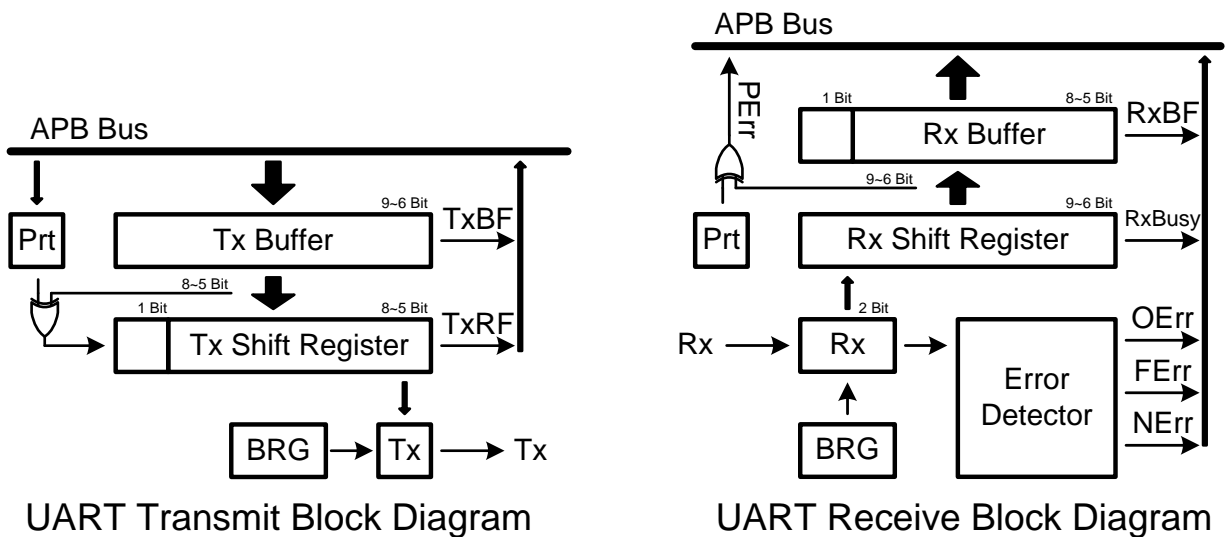 APB Bus
9~6 Bit
Prt
Tx Buffer
TxBF
8~5 Bit
1 Bit
8~5 Bit
Tx Shift Register
TxRF
BRG
Tx
Tx
UART Transmit Block Diagram
APB Bus
PErr
1 Bit
8~5 Bit
Rx Buffer
RxBF
9~6 Bit
9~6 Bit
Prt
Rx Shift Register
RxBusy
2 Bit
Rx
Rx
Error
Detector
OErr
FErr
NErr
BRG
UART Receive Block Diagram